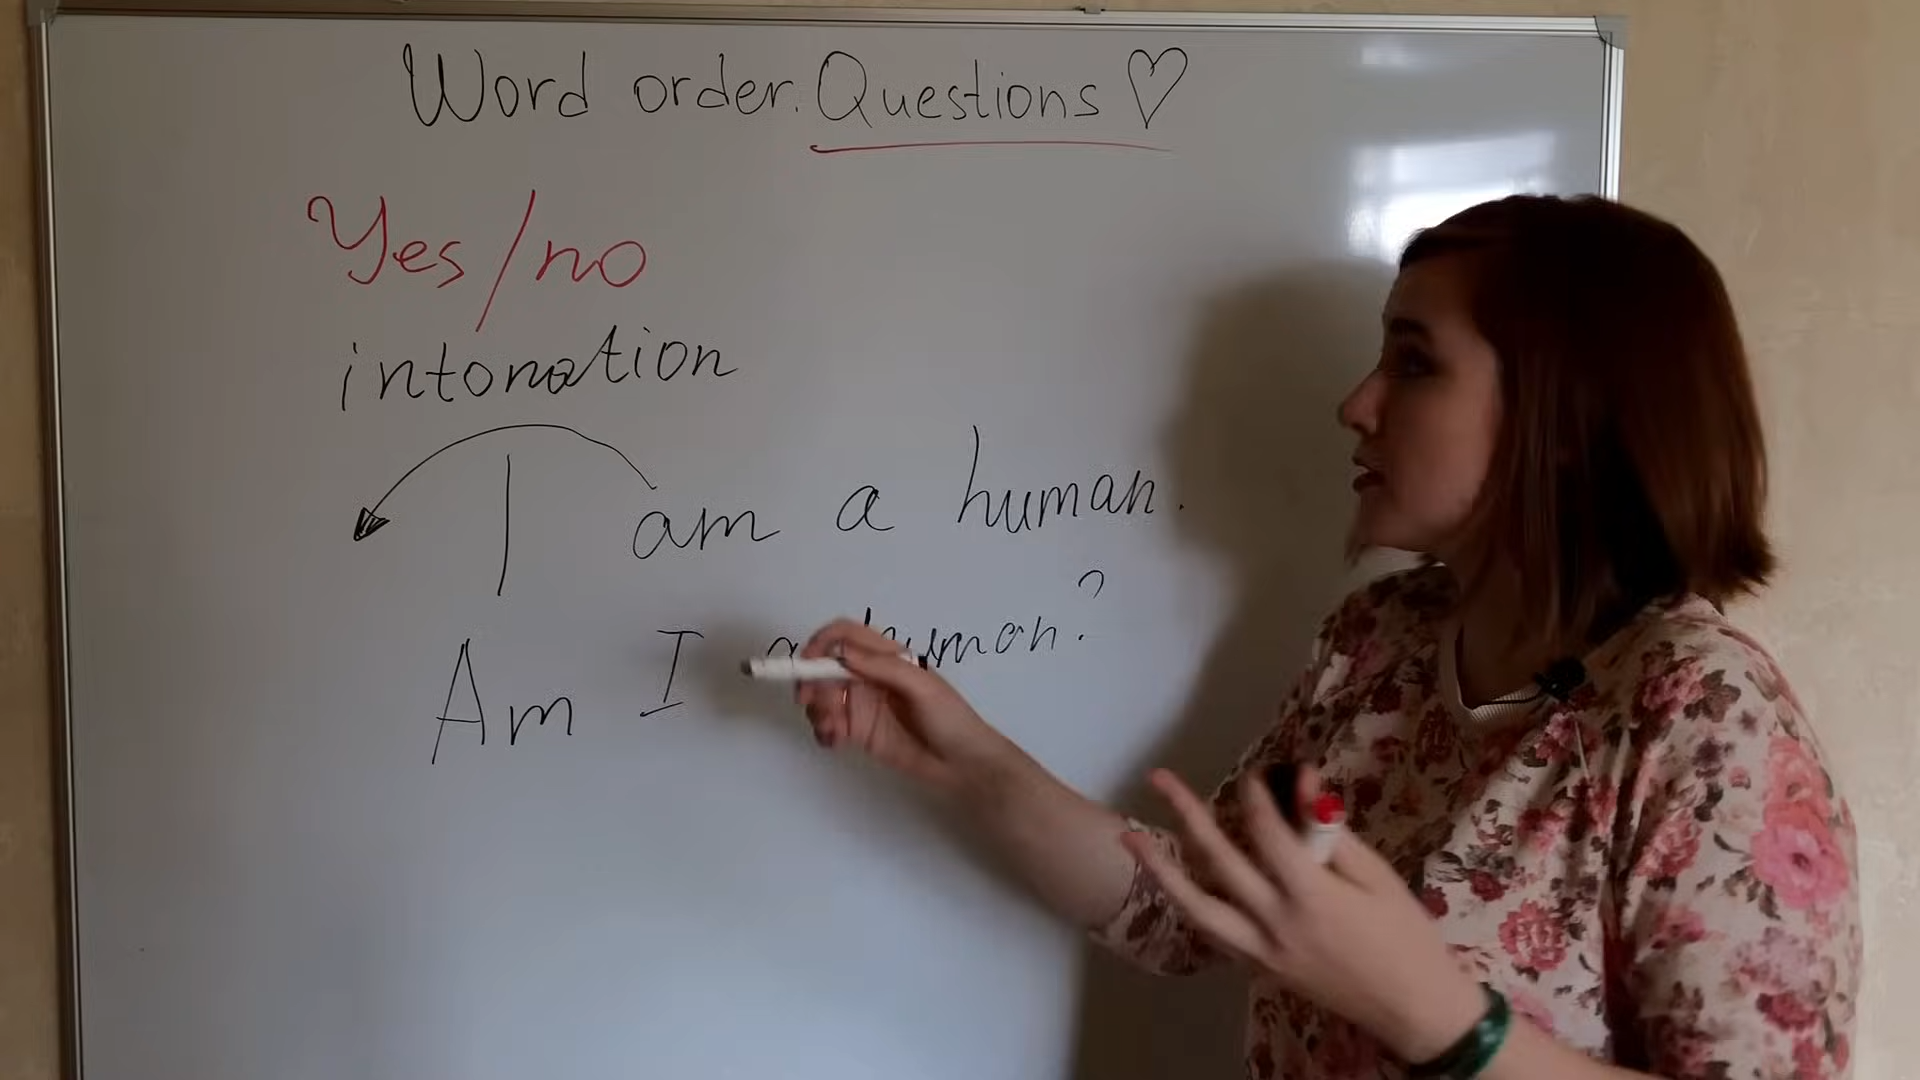 Word order. Questions ♡
Yes/no
intonation
I am a human.
Am I a human?